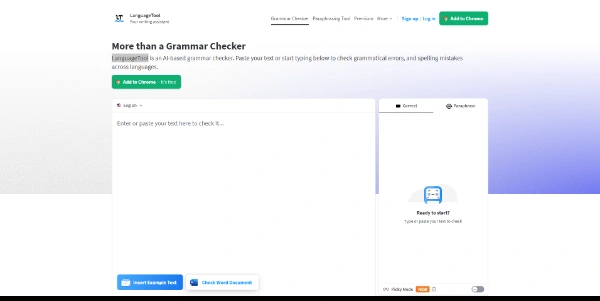 LanguageTool
Your writing assistant
Grammar Checker Paraphrasing Tool Premium More Sign up Log in Add to Chrome
More than a Grammar Checker
LanguageTool is an AI-based grammar checker. Paste your text or start typing below to check grammatical errors, and spelling mistakes
across languages.
Add to Chrome - It's free
English
Correct Paraphrase
Enter or paste your text here to check it...
Ready to start?
Type or paste your text to check
Insert Example Text Check Word Document
Picky Mode NEW